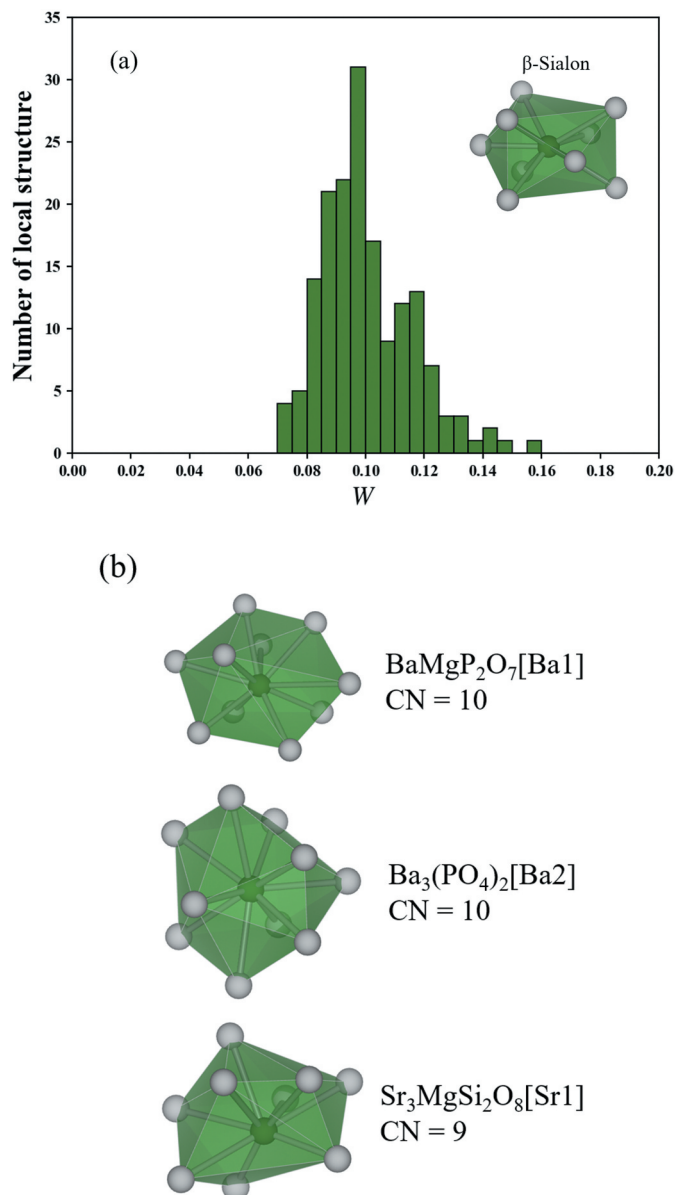 (a)
β-Sialon
Number of local structure
35
30
25
20
15
10
5
0
0.00 0.02 0.04 0.06 0.08 0.10 0.12 0.14 0.16 0.18 0.20
W
(b)
BaMgP₂O₇[Ba1]
CN = 10
Ba₃(PO₄)₂[Ba2]
CN = 10
Sr₃MgSi₂O₈[Sr1]
CN = 9